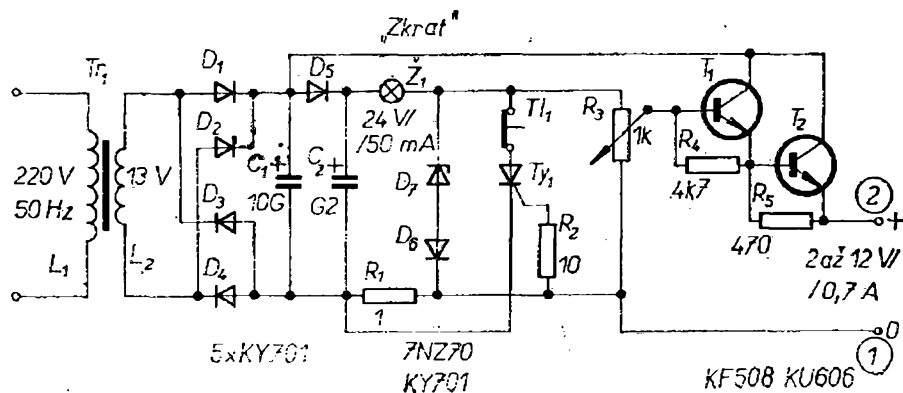 „Zkrat“
Tr₁
D₁
D₅
Ž₁
24 V/
/50 mA
Tl₁
R₃
1k
T₁
T₂
D₂
C₁
+
10G
C₂
+
G2
220 V
50 Hz
13 V
D₃
D₇
Ty₁
R₄
4k7
R₅
470
2
+
2 až 12 V/
/0,7 A
L₁
L₂
D₄
D₆
R₁
1
R₂
10
0
1
5xKY701
7NZ70
KY701
KF508 KU606